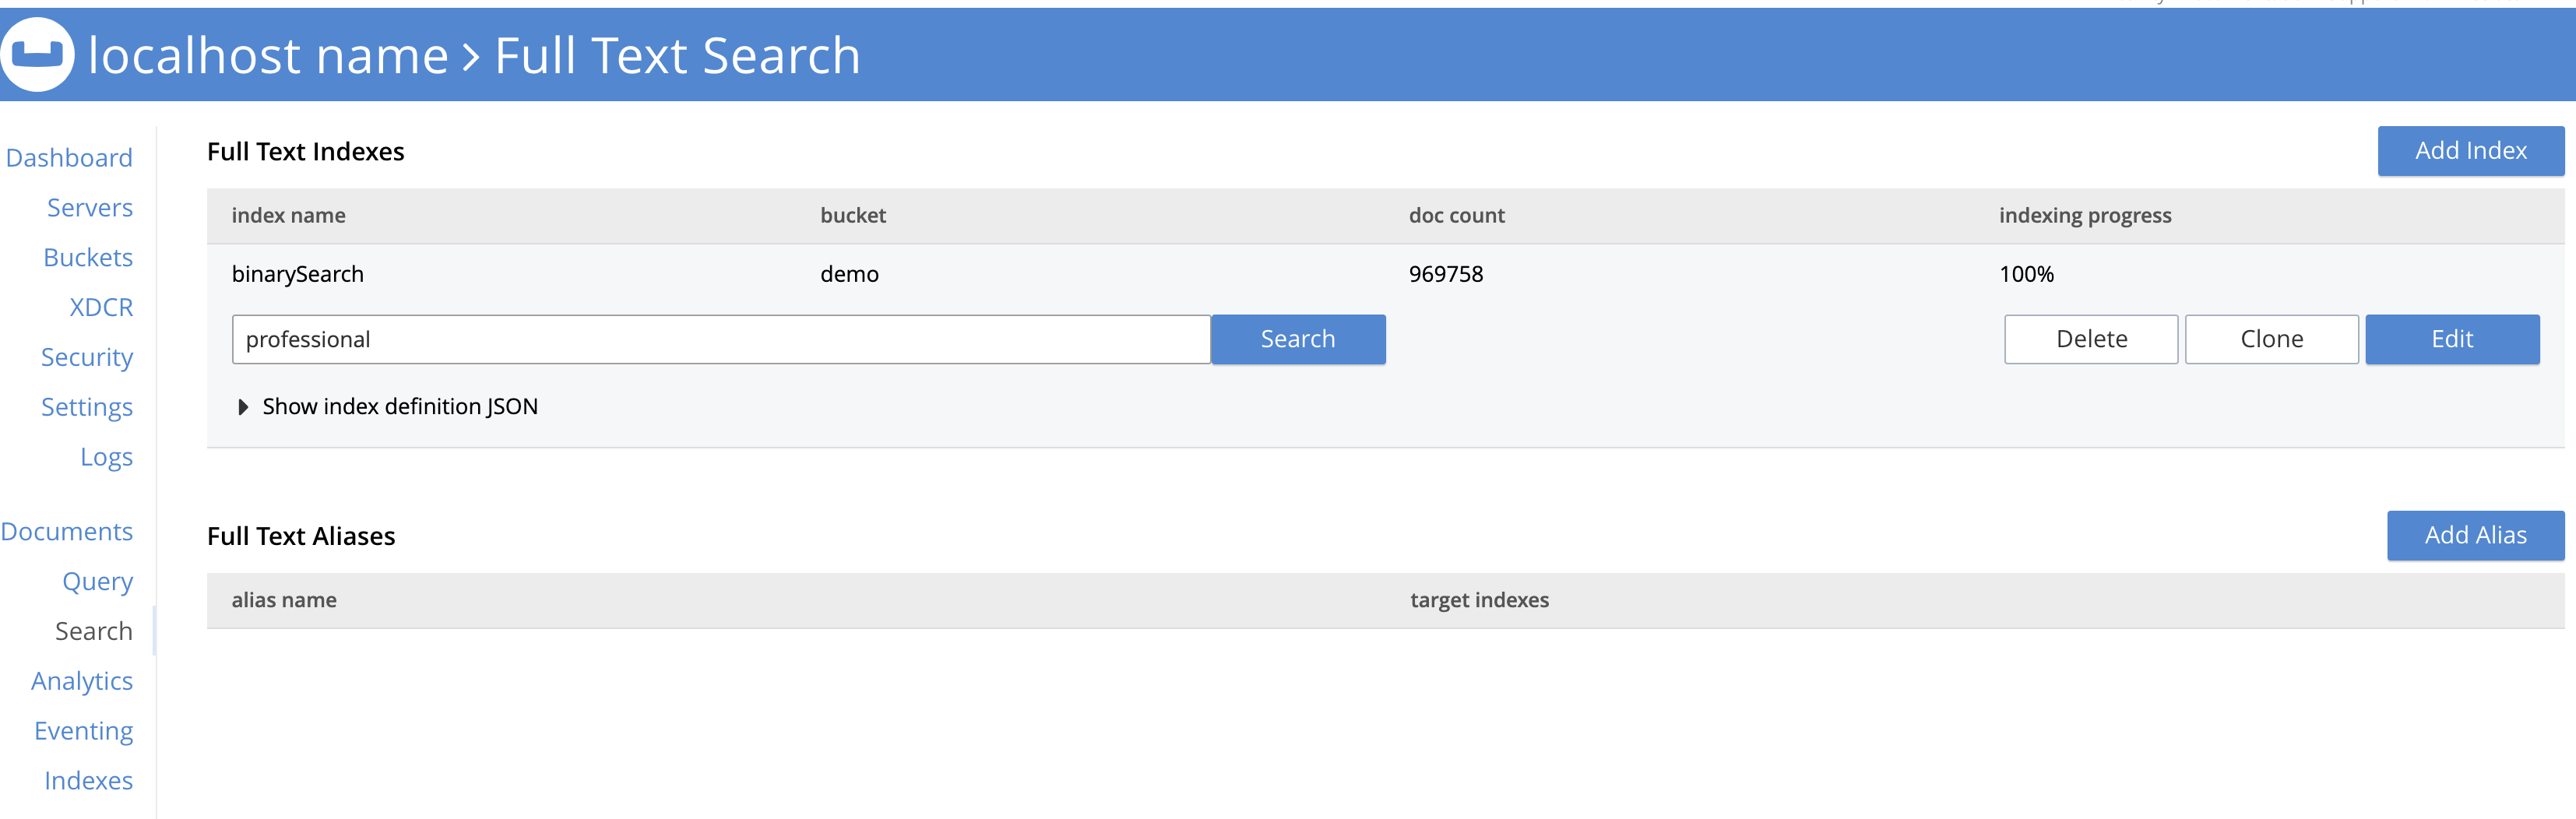 localhost name > Full Text Search
Dashboard
Servers
Buckets
XDCR
Security
Settings
Logs
Documents
Query
Search
Analytics
Eventing
Indexes
Full Text Indexes
Add Index
index name bucket doc count indexing progress
binarySearch demo 969758 100%
professional Search Delete Clone Edit
Show index definition JSON
Full Text Aliases
Add Alias
alias name target indexes